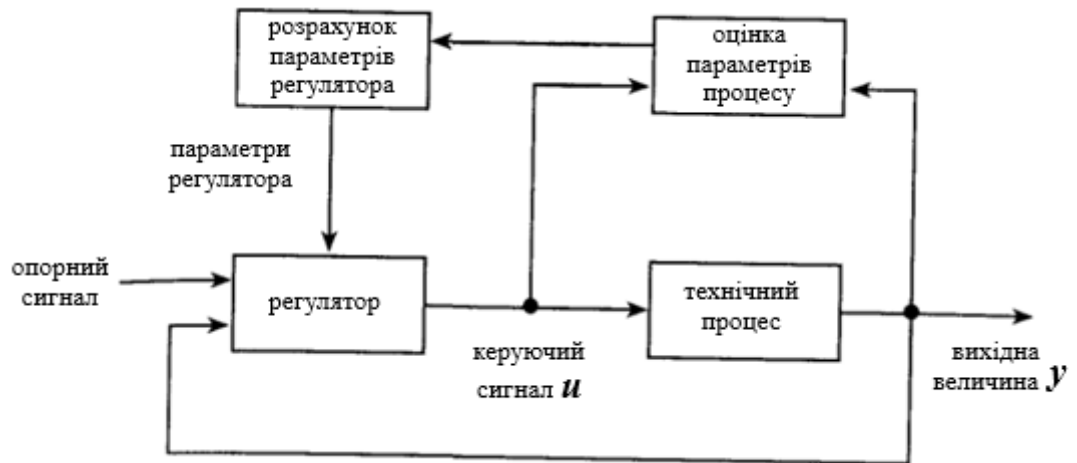 розрахунок
параметрів
регулятора
оцінка
параметрів
процесу
параметри
регулятора
опорний
сигнал
регулятор
технічний
процес
керуючий
сигнал u
вихідна
величина y